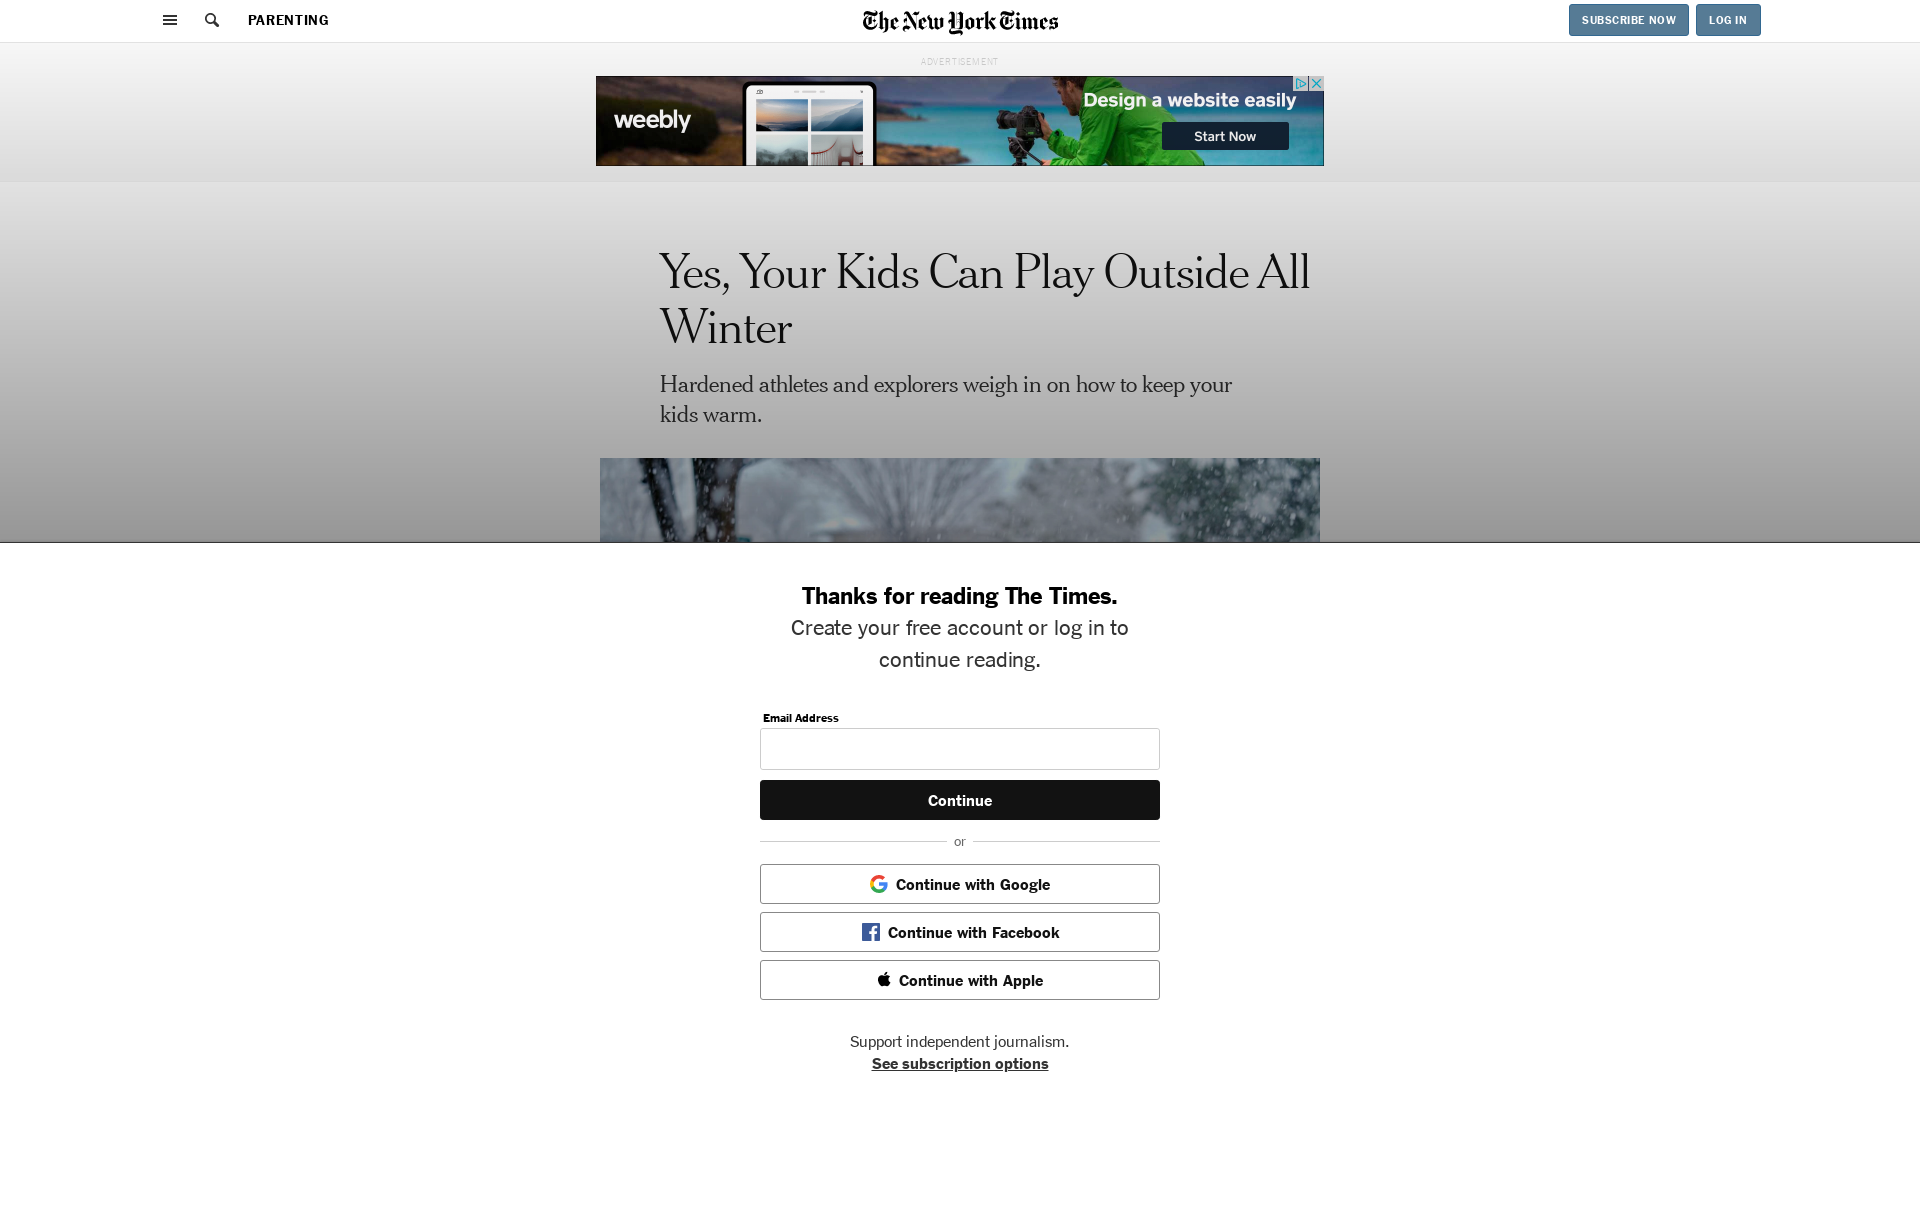 PARENTING
The New York Times
SUBSCRIBE NOW
LOG IN
ADVERTISEMENT
weebly
Design a website easily
Start Now
Yes, Your Kids Can Play Outside All
Winter
Hardened athletes and explorers weigh in on how to keep your
kids warm.
Thanks for reading The Times.
Create your free account or log in to
continue reading.
Email Address
Continue
or
Continue with Google
Continue with Facebook
Continue with Apple
Support independent journalism.
See subscription options